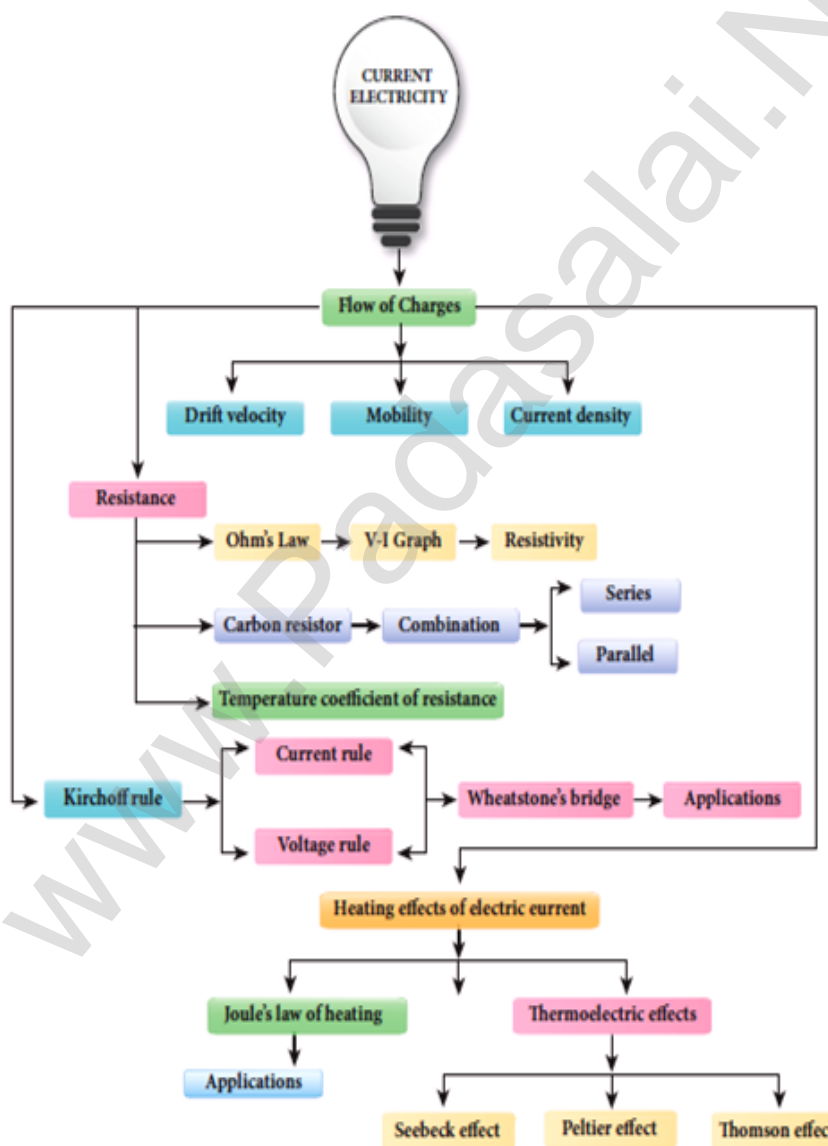 CURRENT
ELECTRICITY
Flow of Charges
Drift velocity
Mobility
Current density
Resistance
Ohm's Law
V-I Graph
Resistivity
Carbon resistor
Combination
Series
Parallel
Temperature coefficient of resistance
Kirchoff rule
Current rule
Voltage rule
Wheatstone's bridge
Applications
Heating effects of electric eurrent
Joule's law of heating
Thermoelectric effects
Applications
Seebeck effect
Peltier effect
Thomson effec
www.Padasalai.N